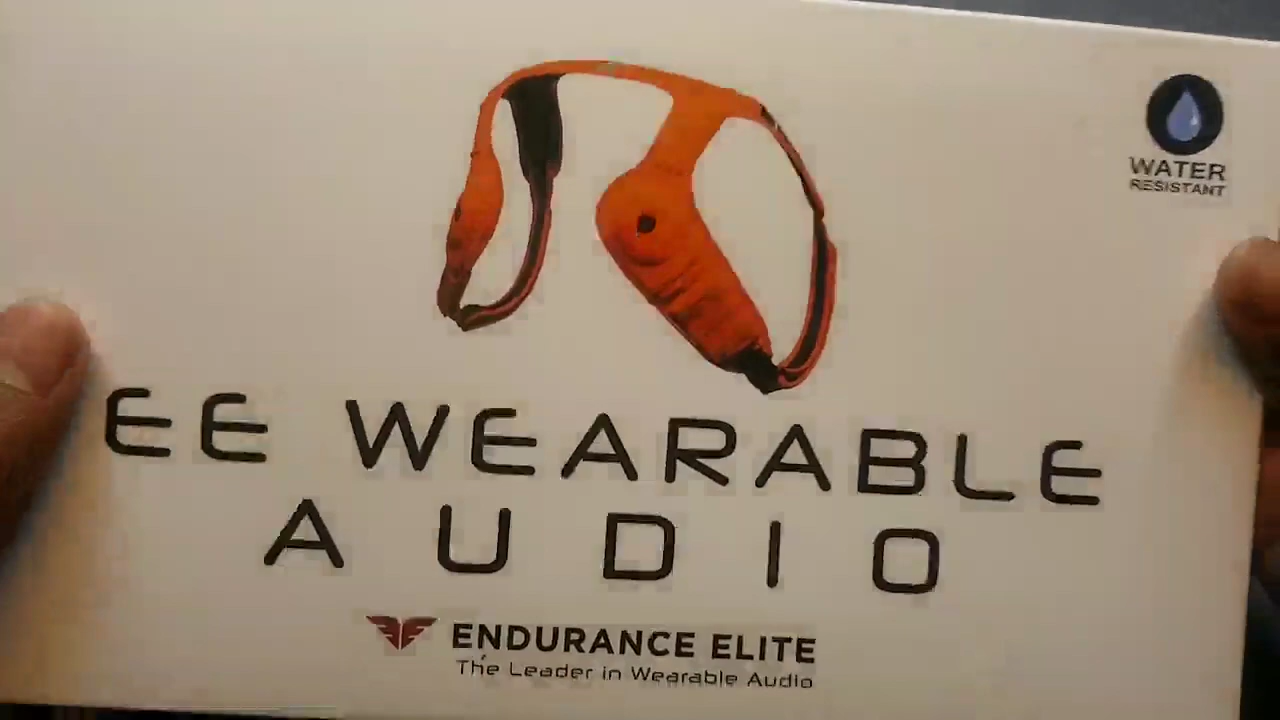 WATER
RESISTANT
EE WEARABLE
AUDIO
ENDURANCE ELITE
The Leader in Wearable Audio